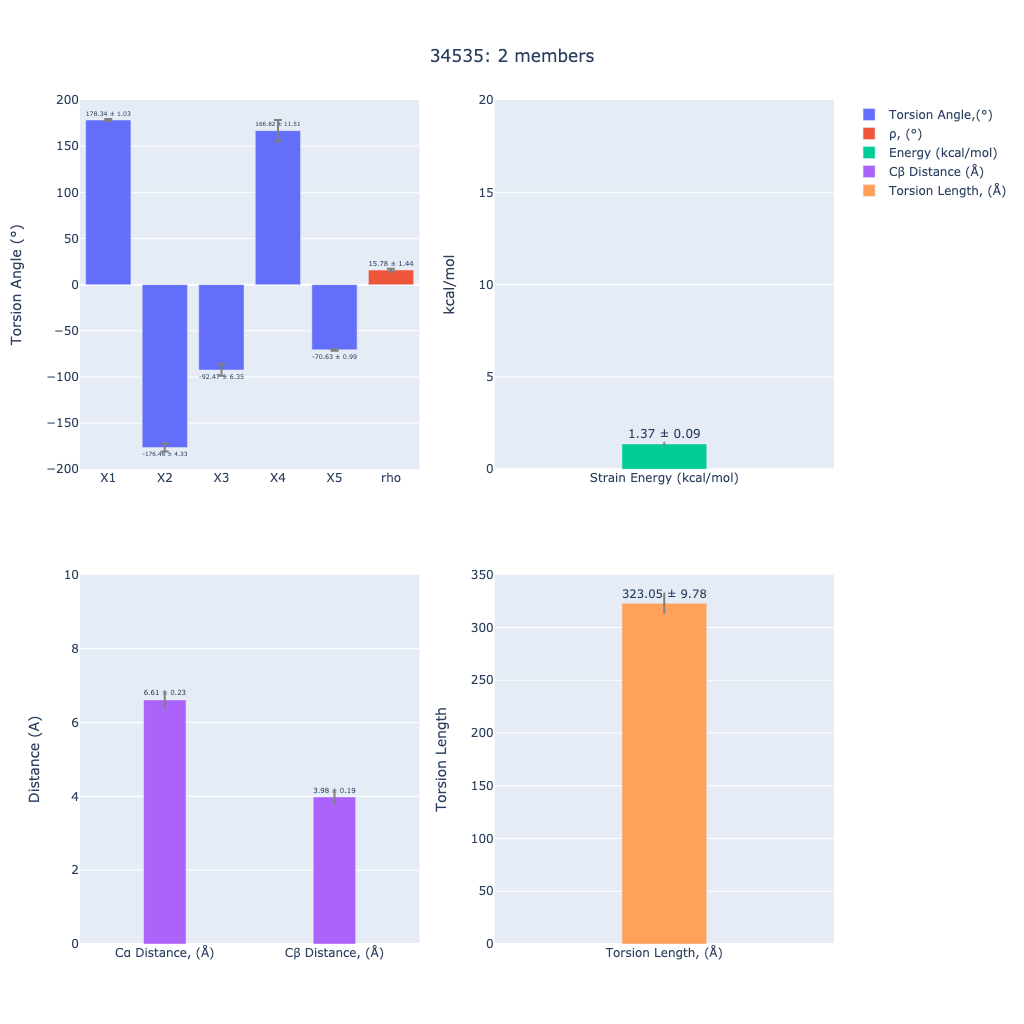 34535: 2 members
Torsion Angle (°)
200
150
100
50
0
−50
−100
−150
−200
178.34 ± 1.03
-176.46 ± 4.33
-92.47 ± 6.35
166.82 ± 11.51
-70.63 ± 0.99
15.78 ± 1.44
X1 X2 X3 X4 X5 rho
kcal/mol
20
15
10
5
0
1.37 ± 0.09
Strain Energy (kcal/mol)
Torsion Angle,(°)
ρ, (°)
Energy (kcal/mol)
Cβ Distance (Å)
Torsion Length, (Å)
Distance (A)
10
8
6
4
2
0
6.61 ± 0.23
3.98 ± 0.19
Cα Distance, (Å) Cβ Distance, (Å)
Torsion Length
350
300
250
200
150
100
50
0
323.05 ± 9.78
Torsion Length, (Å)